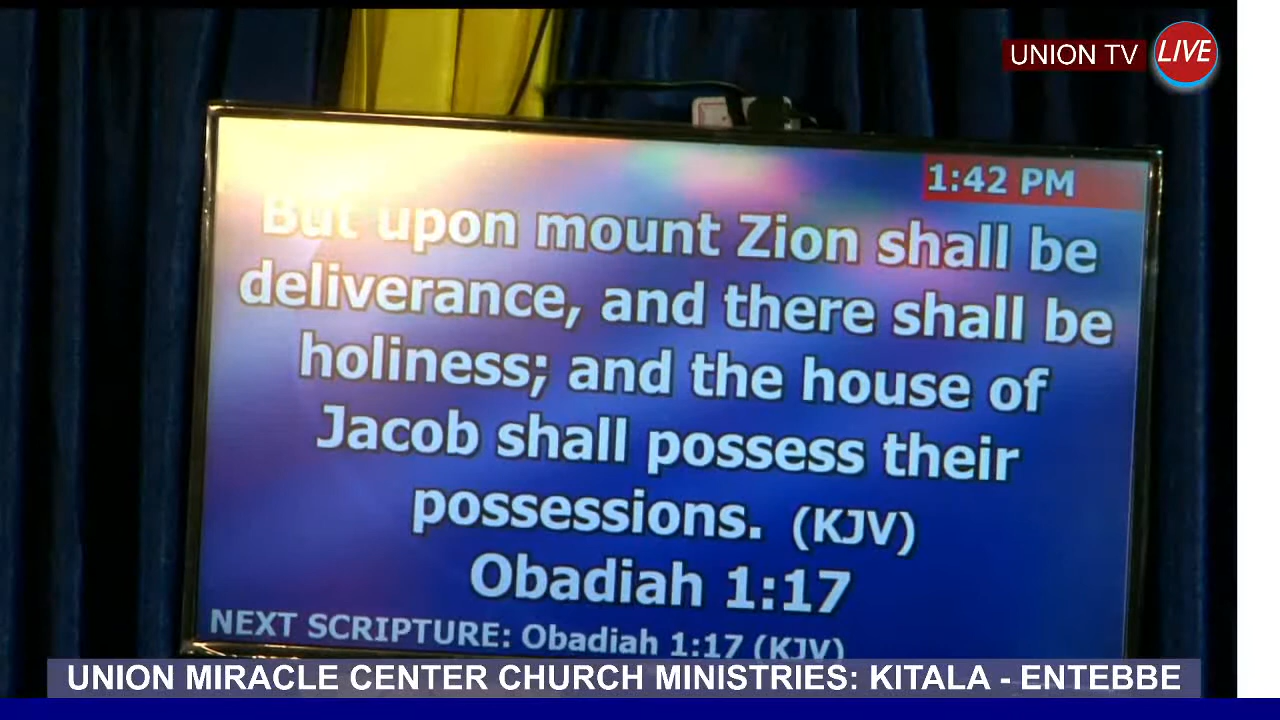 UNION TV LIVE
1:42 PM
But upon mount Zion shall be
deliverance, and there shall be
holiness; and the house of
Jacob shall possess their
possessions. (KJV)
Obadiah 1:17
NEXT SCRIPTURE: Obadiah 1:17 (KJV)
UNION MIRACLE CENTER CHURCH MINISTRIES: KITALA - ENTEBBE